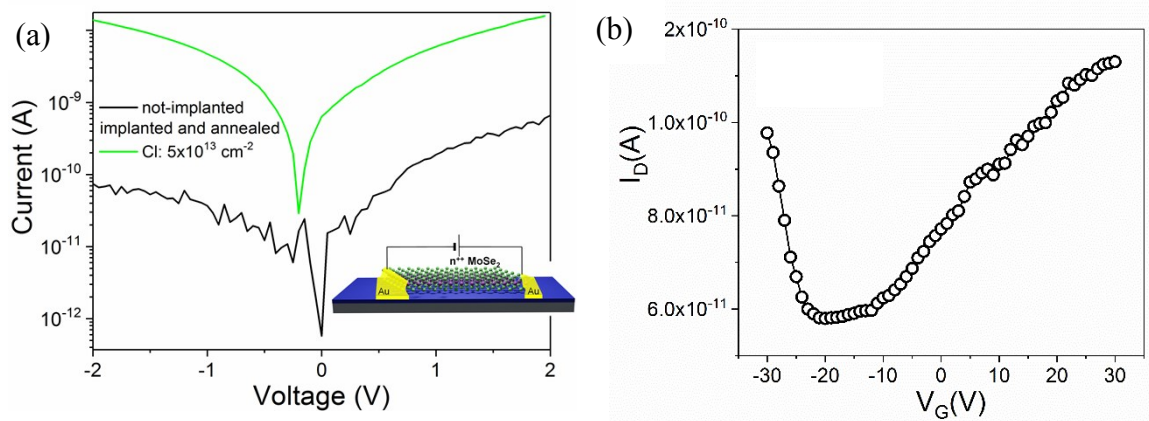 (a)
Current (A)
10⁻⁹
10⁻¹⁰
10⁻¹¹
10⁻¹²
not-implanted
implanted and annealed
Cl: 5x10¹³ cm⁻²
n⁺⁺ MoSe₂
Au
Au
-2
-1
0
1
2
Voltage (V)
(b)
I_D(A)
2x10⁻¹⁰
1.0x10⁻¹⁰
8.0x10⁻¹¹
6.0x10⁻¹¹
-30
-20
-10
0
10
20
30
V_G(V)